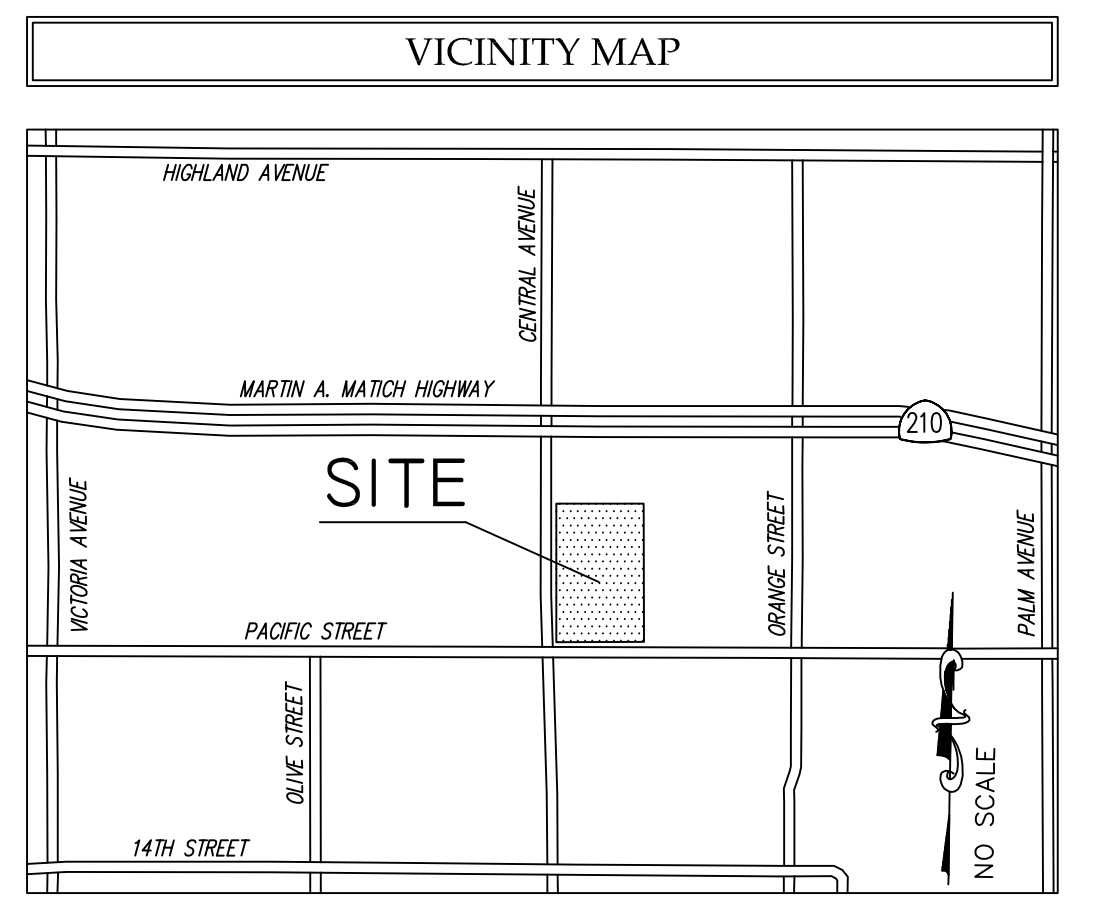 VICINITY MAP
HIGHLAND AVENUE
CENTRAL AVENUE
MARTIN A. MATICH HIGHWAY
210
SITE
VICTORIA AVENUE
ORANGE STREET
PALM AVENUE
PACIFIC STREET
OLIVE STREET
NO SCALE
14TH STREET